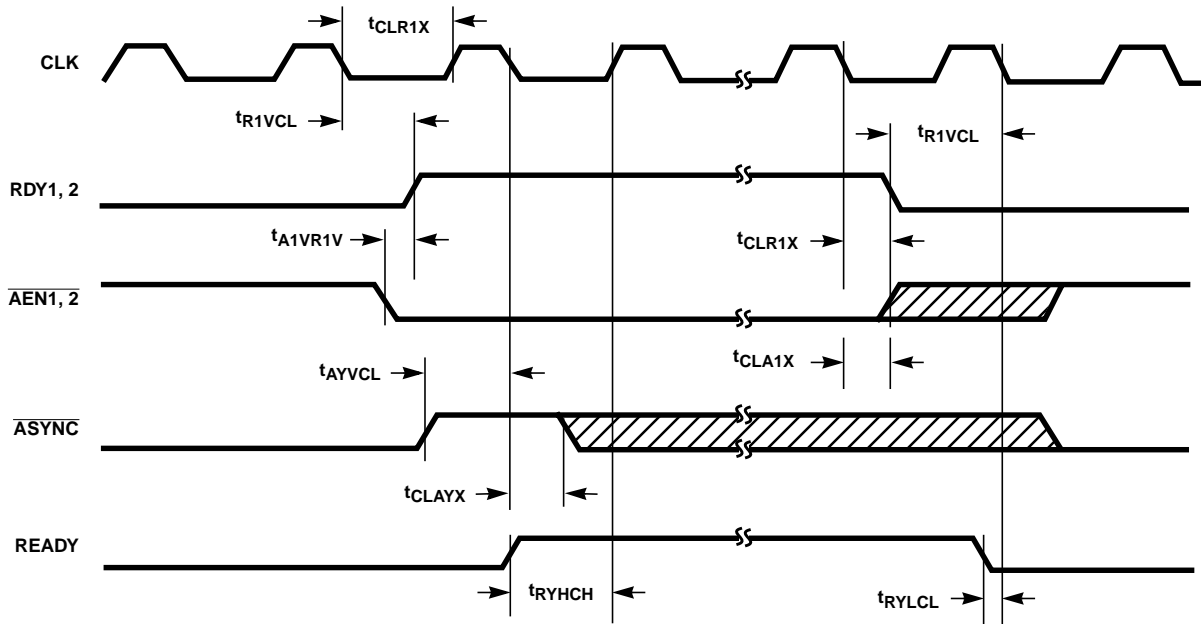 tCLR1X
CLK
tR1VCL
tR1VCL
RDY1, 2
tA1VR1V
tCLR1X
AEN1, 2
tCLA1X
tAYVCL
ASYNC
tCLAYX
READY
tRYHCH
tRYLCL